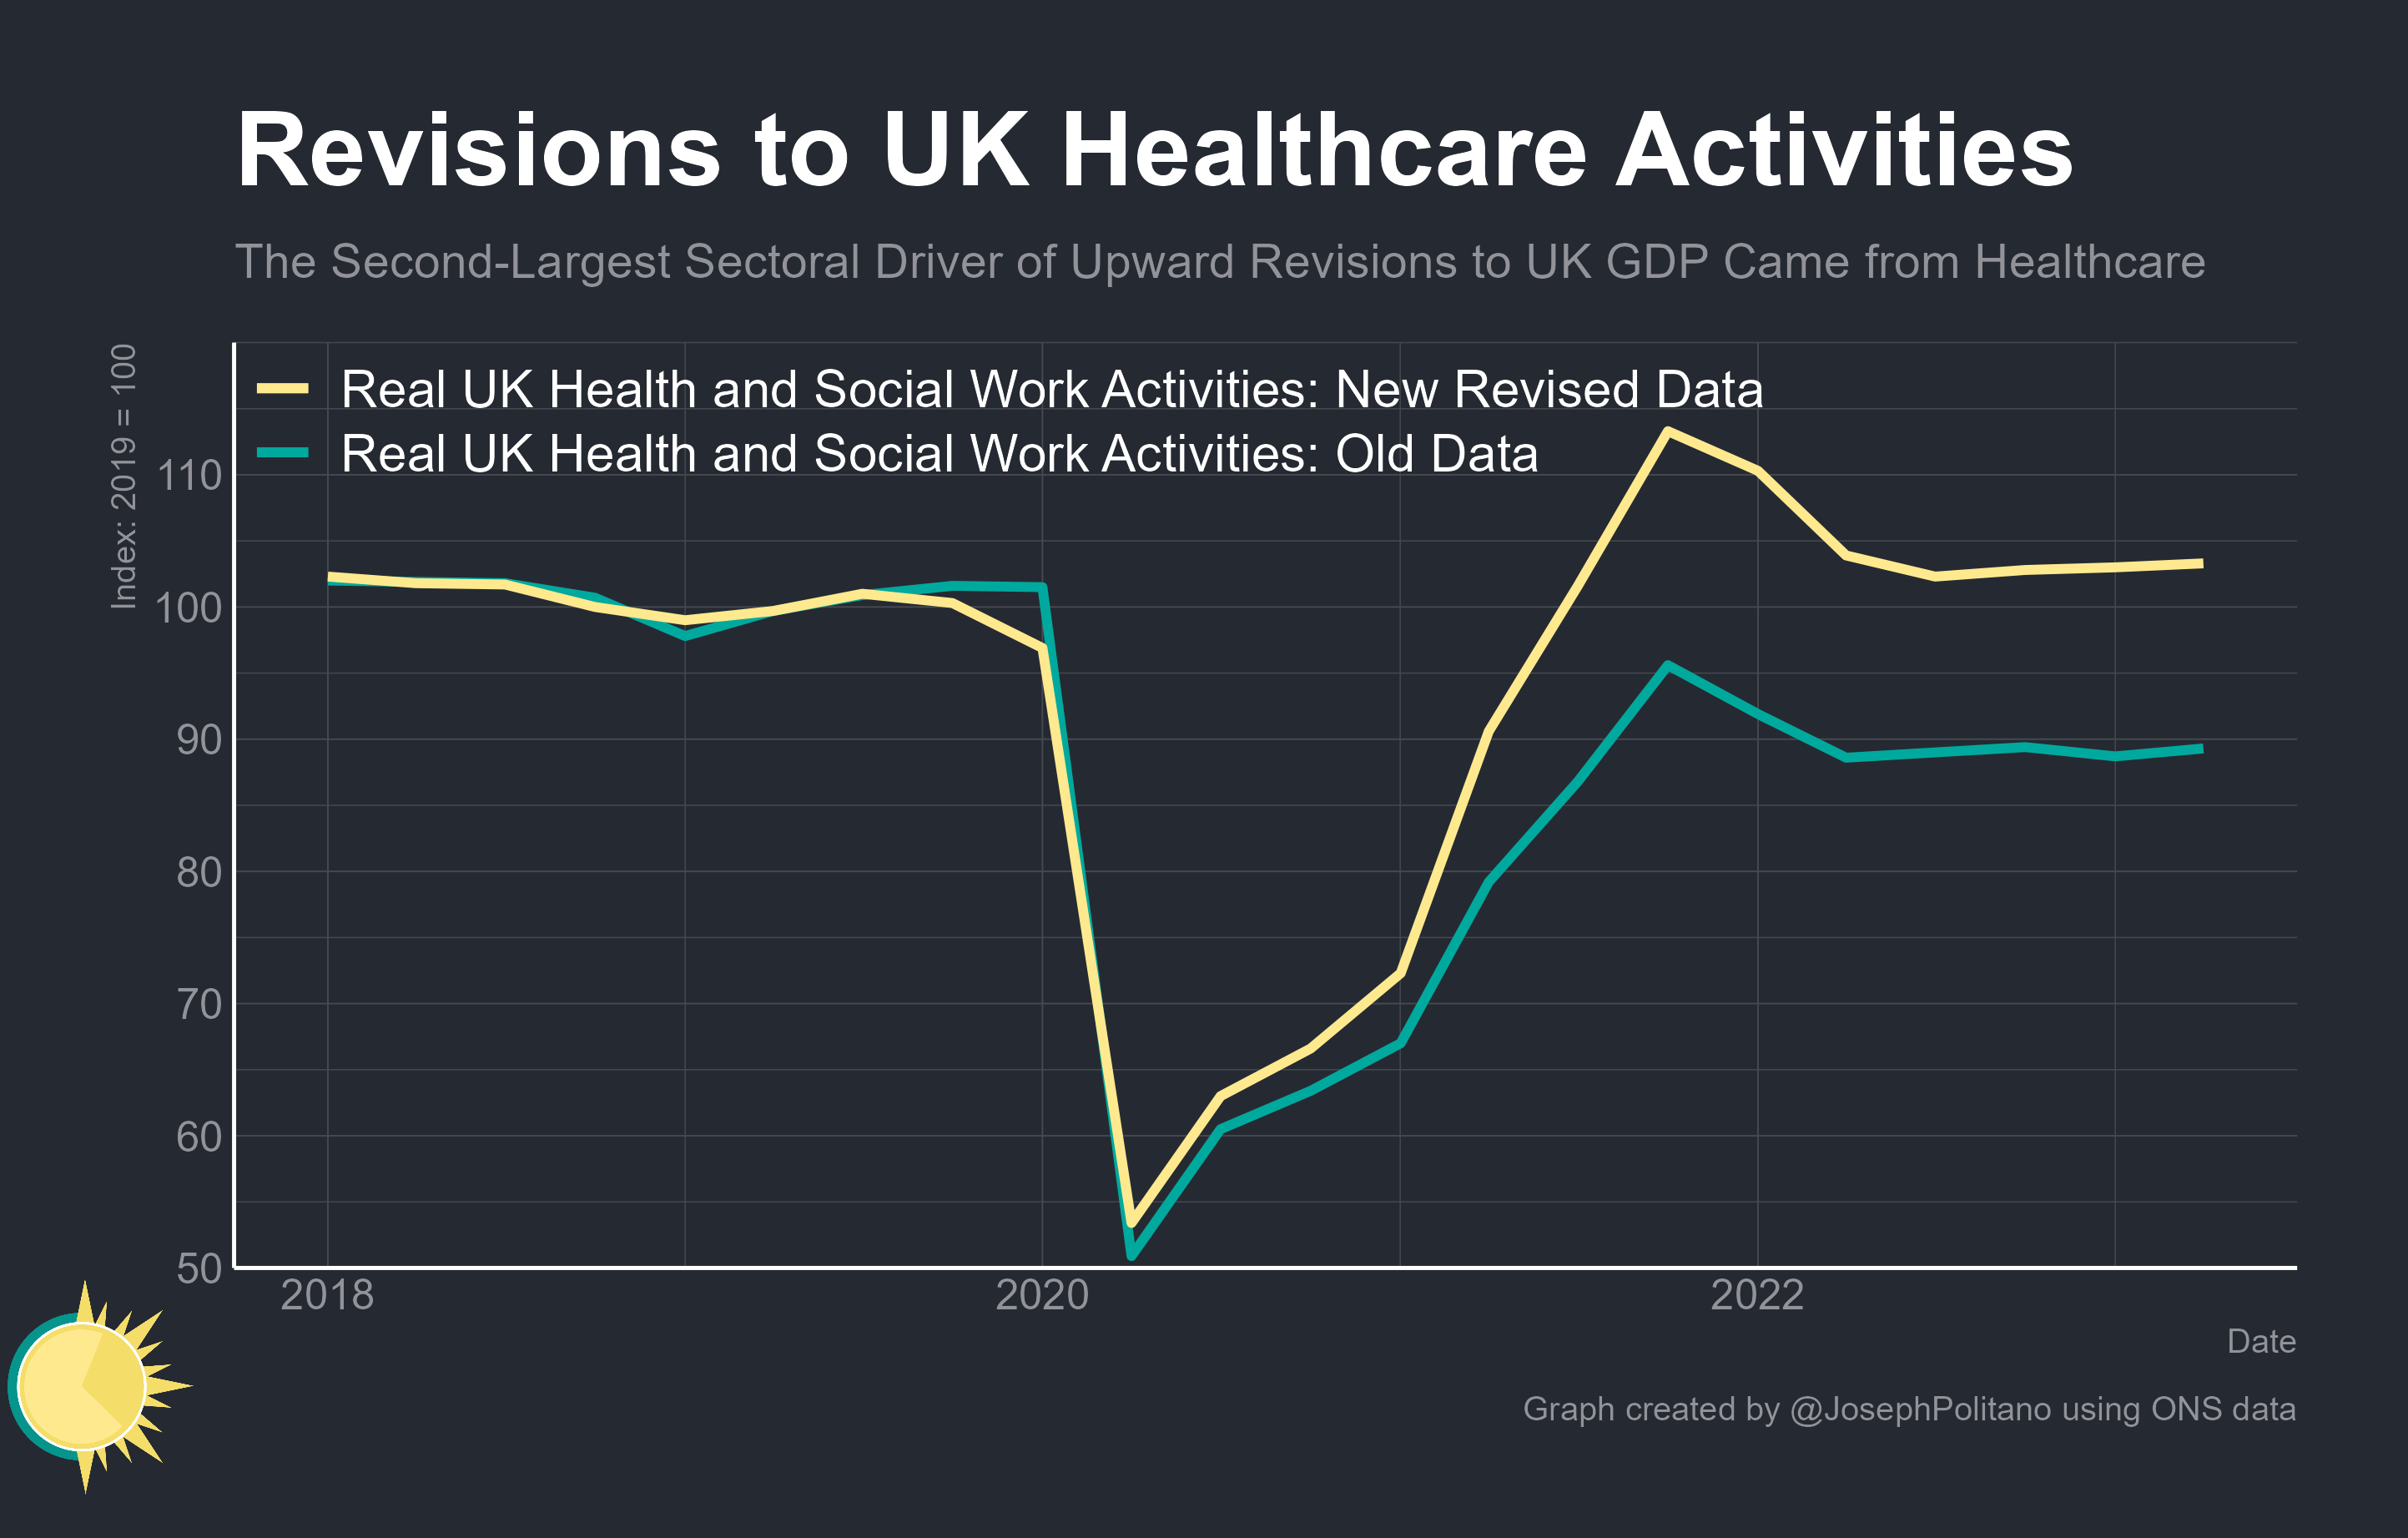 Revisions to UK Healthcare Activities
The Second-Largest Sectoral Driver of Upward Revisions to UK GDP Came from Healthcare
Index: 2019 = 100
Real UK Health and Social Work Activities: New Revised Data
Real UK Health and Social Work Activities: Old Data
110
100
90
80
70
60
50
2018 2020 2022
Date
Graph created by @JosephPolitano using ONS data